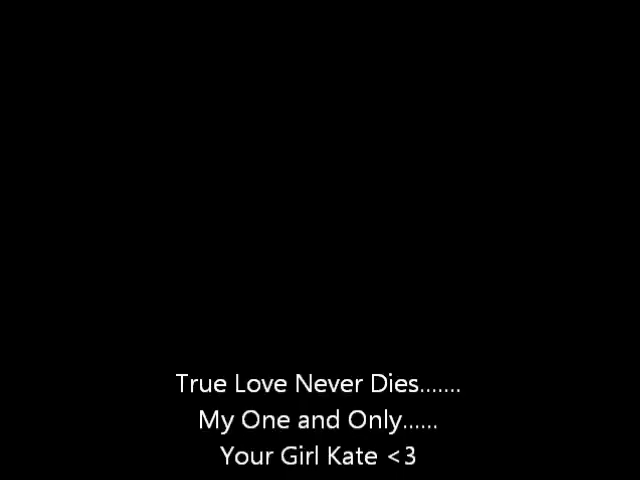 True Love Never Dies.......
My One and Only......
Your Girl Kate <3